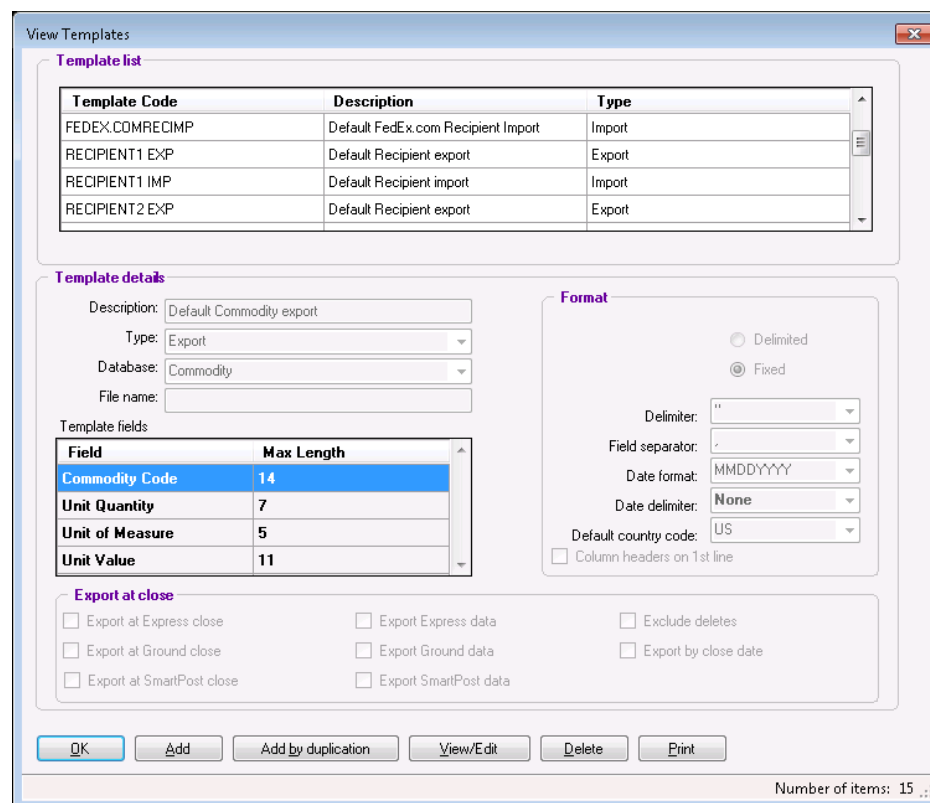 View Templates
Template list
Template Code Description Type
FEDEX.COMRECIMP Default FedEx.com Recipient Import Import
RECIPIENT1 EXP Default Recipient export Export
RECIPIENT1 IMP Default Recipient import Import
RECIPIENT2 EXP Default Recipient export Export
Template details
Description: Default Commodity export
Type: Export
Database: Commodity
File name:
Template fields
Field Max Length
Commodity Code 14
Unit Quantity 7
Unit of Measure 5
Unit Value 11
Format
Delimited
Fixed
Delimiter: "
Field separator: ,
Date format: MMDDYYYY
Date delimiter: None
Default country code: US
Column headers on 1st line
Export at close
Export at Express close Export Express data Exclude deletes
Export at Ground close Export Ground data Export by close date
Export at SmartPost close Export SmartPost data
OK Add Add by duplication View/Edit Delete Print
Number of items: 15